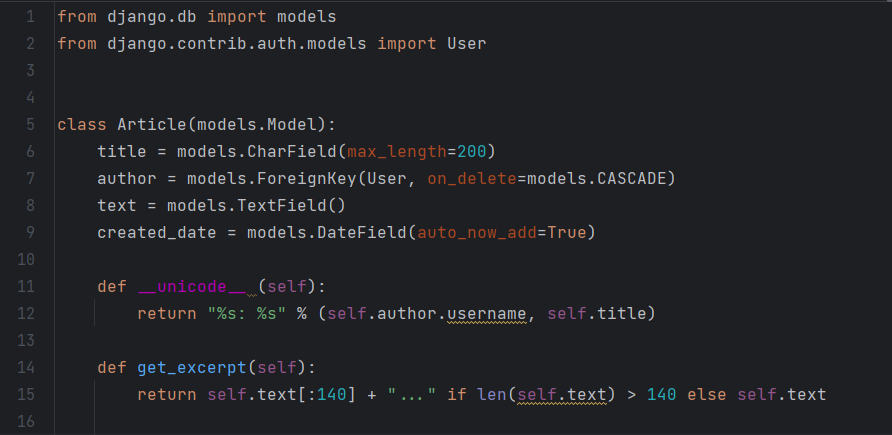 1 from django.db import models
2 from django.contrib.auth.models import User
3
4
5 class Article(models.Model):
6     title = models.CharField(max_length=200)
7     author = models.ForeignKey(User, on_delete=models.CASCADE)
8     text = models.TextField()
9     created_date = models.DateField(auto_now_add=True)
10
11     def __unicode__ (self):
12         return "%s: %s" % (self.author.username, self.title)
13
14     def get_excerpt(self):
15         return self.text[:140] + "..." if len(self.text) > 140 else self.text
16